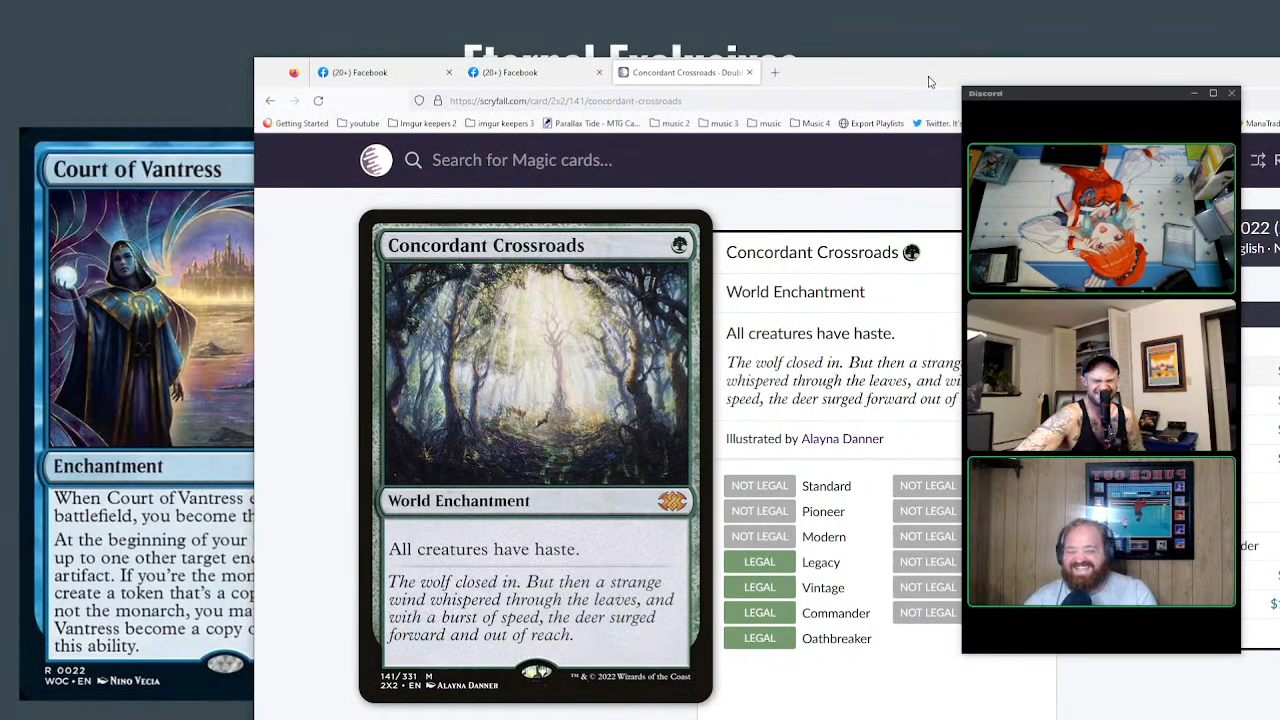 Eternal Exclusives
(20+) Facebook
(20+) Facebook
Concordant Crossroads - Doubl
https://scryfall.com/card/2x2/141/concordant-crossroads
Getting Started
youtube
Imgur keepers 2
imgur keepers 3
Parallax Tide - MTG Ca...
music 2
music 3
music
Music 4
Export Playlists
Twitter. It's
ManaTrad
Discord
Search for Magic cards...
Court of Vantress
Enchantment
When Court of Vantress e
battlefield, you become th
At the beginning of your
up to one other target en
artifact. If you're the mon
create a token that's a cop
not the monarch, you ma
Vantress become a copy o
this ability.
R 0022
WOC • EN NINO VECIA
Concordant Crossroads
World Enchantment
All creatures have haste.
The wolf closed in. But then a strange
wind whispered through the leaves, and
with a burst of speed, the deer surged
forward and out of reach.
141/331 M
2X2 • EN ALAYNA DANNER
™ & © 2022 Wizards of the Coast
Concordant Crossroads
World Enchantment
All creatures have haste.
The wolf closed in. But then a strange
whispered through the leaves, and wi
speed, the deer surged forward out of
Illustrated by Alayna Danner
NOT LEGAL Standard NOT LEGAL
NOT LEGAL Pioneer NOT LEGAL
NOT LEGAL Modern NOT LEGAL
LEGAL Legacy NOT LEGAL
LEGAL Vintage NOT LEGAL
LEGAL Commander NOT LEGAL
LEGAL Oathbreaker
PUNCH OUT
2022 (
glish
der